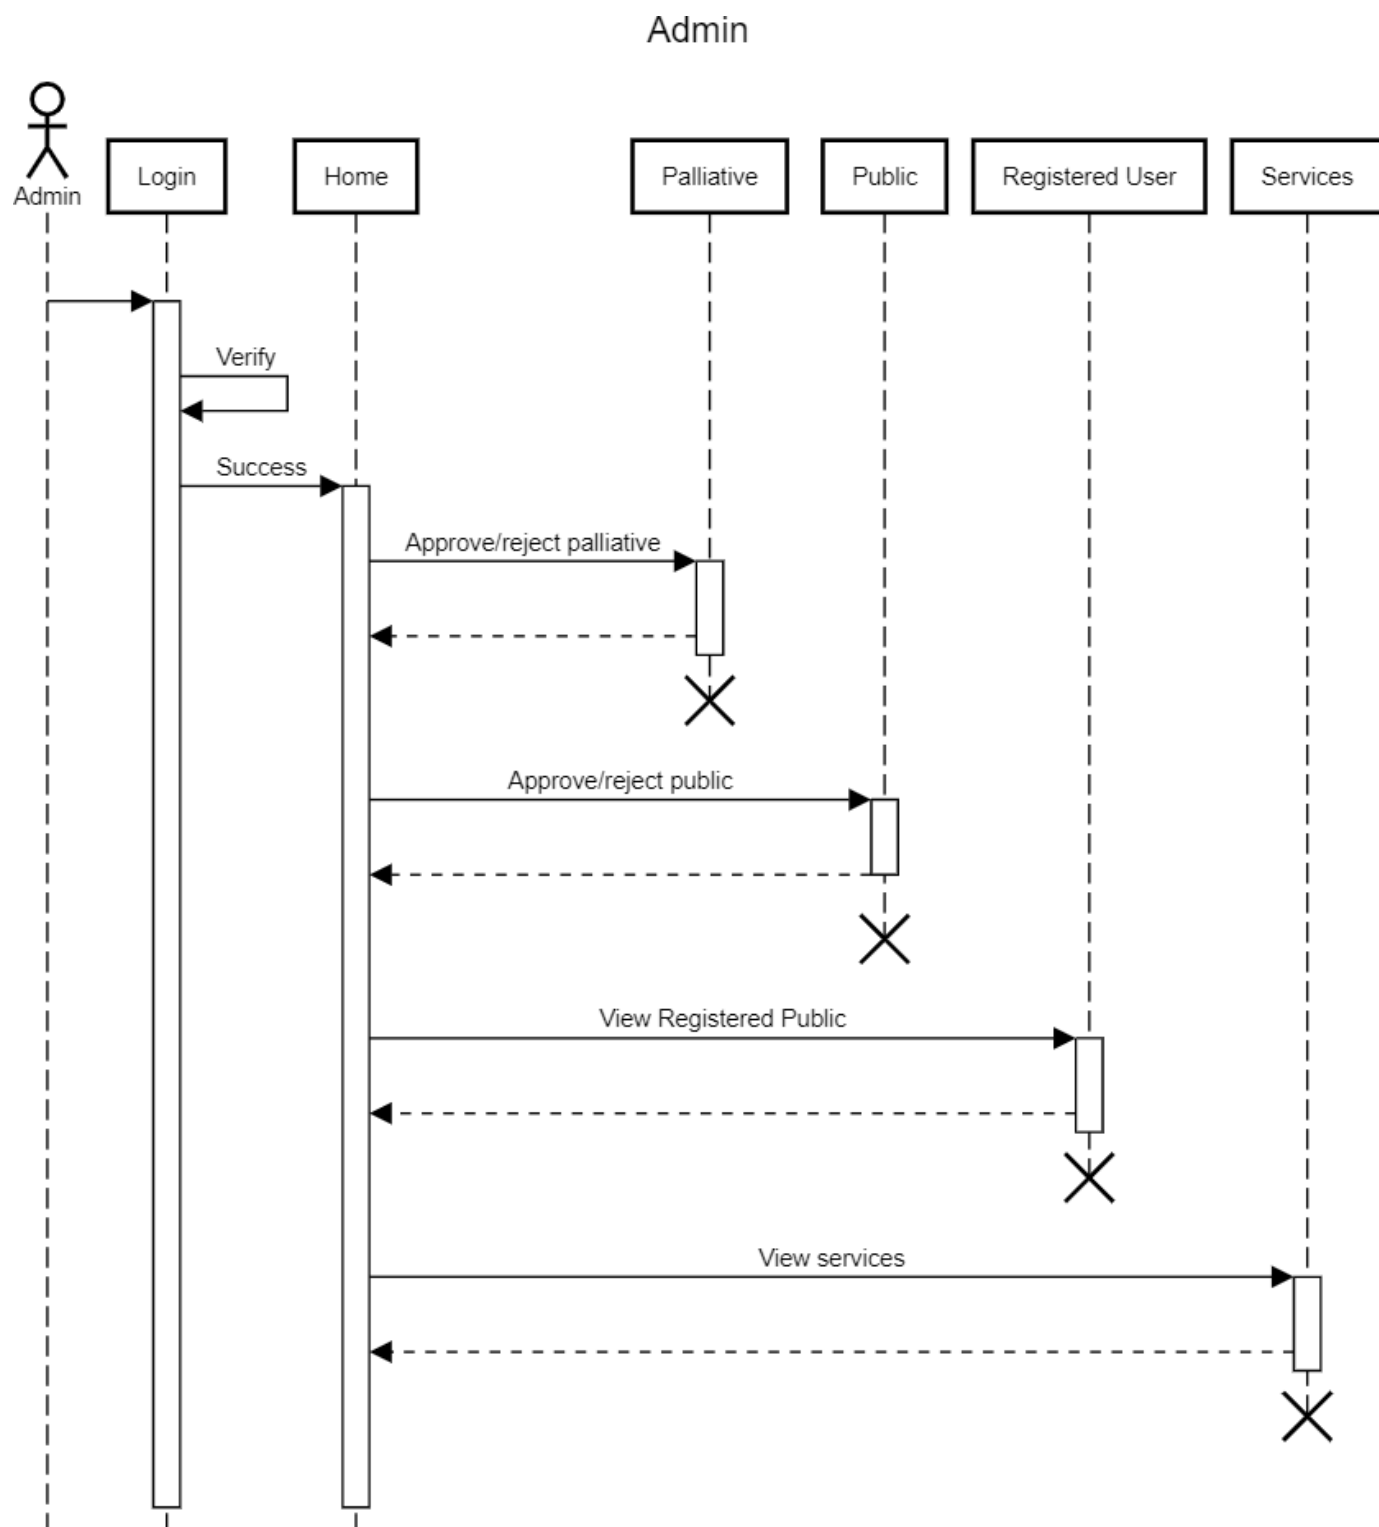 Admin
Admin
Login
Home
Palliative
Public
Registered User
Services
Verify
Success
Approve/reject palliative
Approve/reject public
View Registered Public
View services